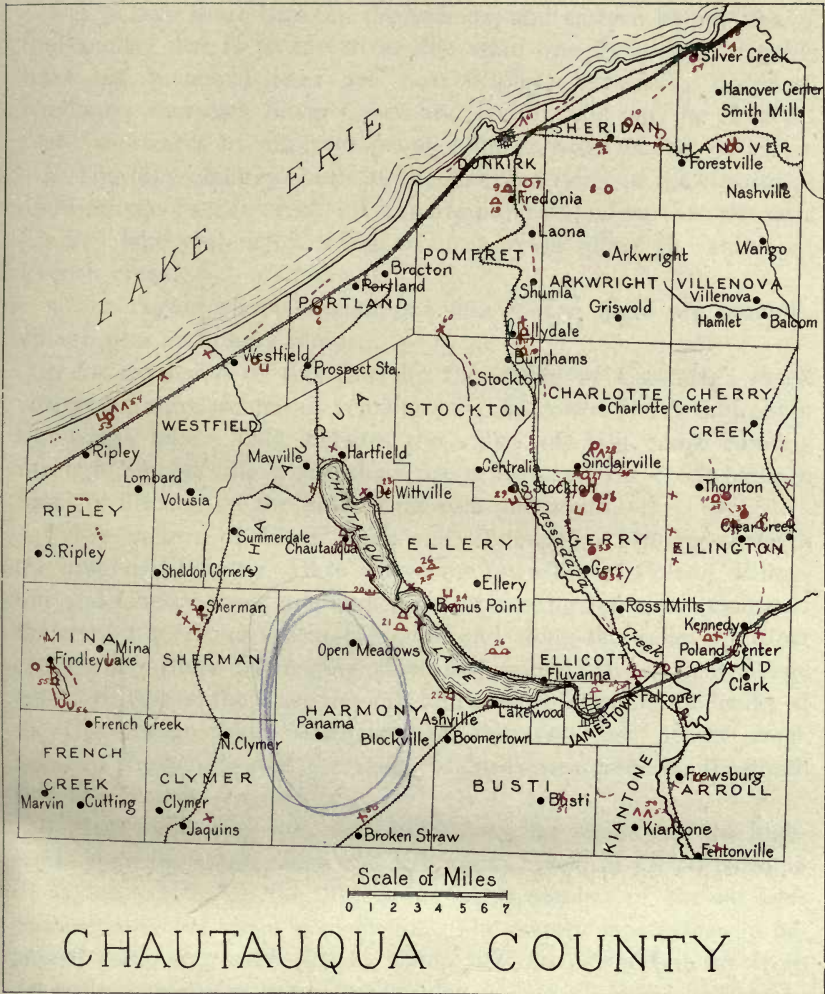 Silver Creek
Hanover Center
Smith Mills
SHERIDAN
HANOVER
Forestville
Nashville
DUNKIRK
Fredonia
LAKE ERIE
Laona
POMFRET
Arkwright
Wango
Brocton
Portland
PORTLAND
Shumla
ARKWRIGHT
VILLENOVA
Villenova
Griswold
Hamlet
Balcom
Lillydale
Burnhams
Westfield
Prospect Sta.
Stockton
STOCKTON
CHARLOTTE
Charlotte Center
CHERRY
CREEK
WESTFIELD
Ripley
Mayville
Hartfield
CHAUTAUQUA
Centralia
Sinclairville
Lombard
Volusia
De Wittville
S. Stockton
Thornton
RIPLEY
CHAUTAUQUA
Cassadaga
Clear Creek
Summerdale
Chautauqua
ELLERY
GERRY
ELLINGTON
S. Ripley
Sheldon Corners
Gerry
Ellery
Sherman
Bemus Point
Ross Mills
Kennedy
MINA
Mina
Findley Lake
SHERMAN
Open Meadows
LAKE
Creek
Poland Center
ELLICOTT
Fluvanna
POLAND
Clark
Falconer
HARMONY
Ashville
Lakewood
JAMESTOWN
French Creek
Panama
Blockville
Boomertown
N. Clymer
FRENCH
CREEK
CLYMER
BUSTI
KIANTONE
Frewsburg
CARROLL
Marvin
Cutting
Clymer
Busti
Jaquins
Broken Straw
Kiantone
Fentonville
Scale of Miles
0 1 2 3 4 5 6 7
CHAUTAUQUA COUNTY